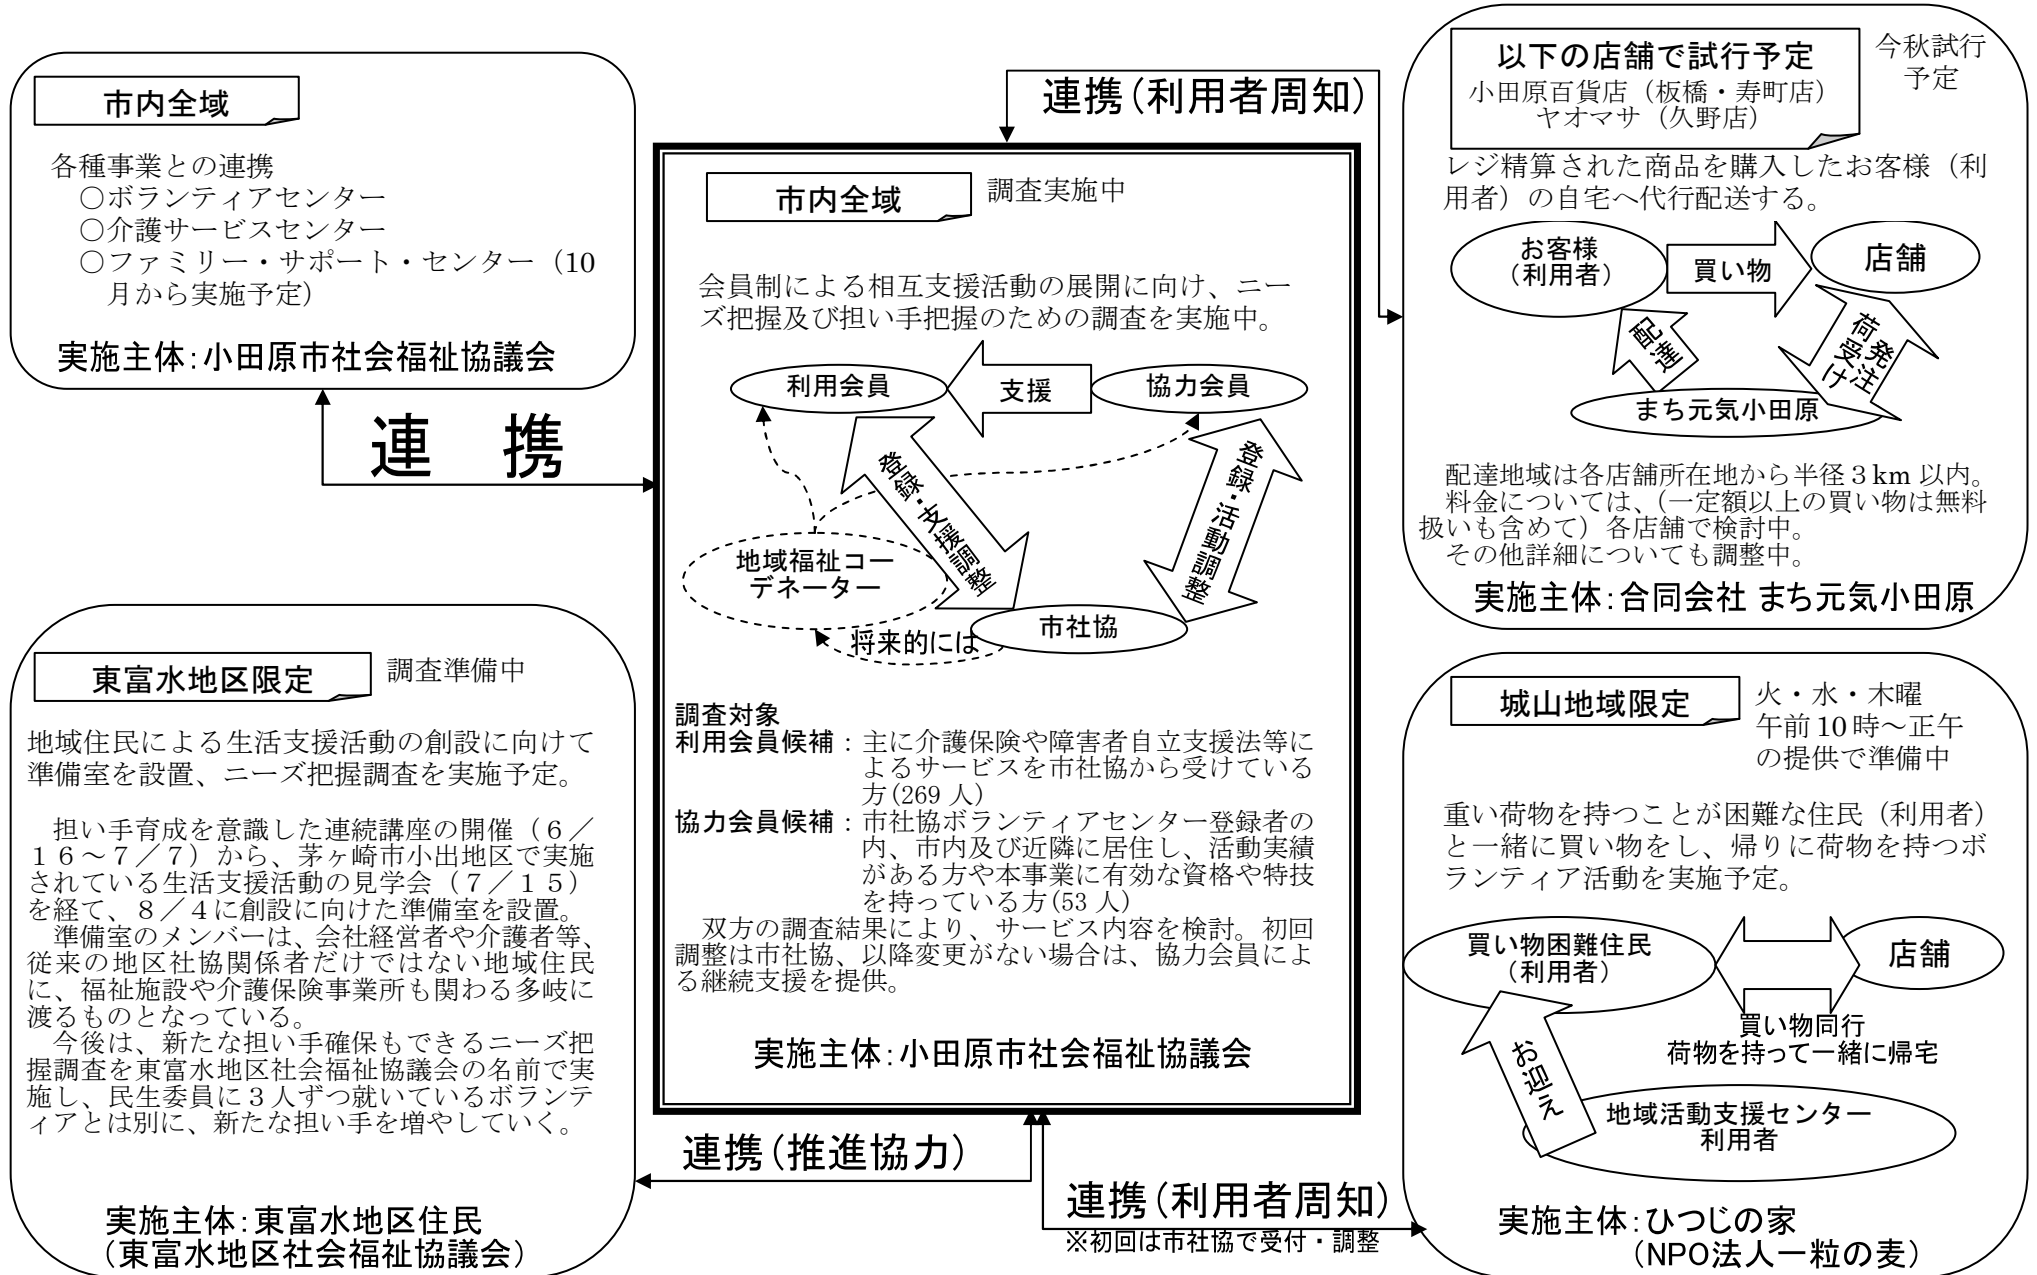 市内全域
各種事業との連携
○ボランティアセンター
○介護サービスセンター
○ファミリー・サポート・センター（10
月から実施予定）
実施主体：小田原市社会福祉協議会
連　携
東富水地区限定
調査準備中
地域住民による生活支援活動の創設に向けて
準備室を設置、ニーズ把握調査を実施予定。
担い手育成を意識した連続講座の開催（６／
１６～７／７）から、茅ヶ崎市小出地区で実施
されている生活支援活動の見学会（７／１５）
を経て、８／４に創設に向けた準備室を設置。
準備室のメンバーは、会社経営者や介護者等、
従来の地区社協関係者だけではない地域住民
に、福祉施設や介護保険事業所も関わる多岐に
渡るものとなっている。
今後は、新たな担い手確保もできるニーズ把
握調査を東富水地区社会福祉協議会の名前で実
施し、民生委員に３人ずつ就いているボランテ
ィアとは別に、新たな担い手を増やしていく。
実施主体：東富水地区住民
（東富水地区社会福祉協議会）
連携（利用者周知）
市内全域
調査実施中
会員制による相互支援活動の展開に向け、ニー
ズ把握及び担い手把握のための調査を実施中。
利用会員
支援
協力会員
登録・支援調整
登録・活動調整
地域福祉コー
デネーター
市社協
将来的には
調査対象
利用会員候補：主に介護保険や障害者自立支援法等に
よるサービスを市社協から受けている
方(269 人)
協力会員候補：市社協ボランティアセンター登録者の
内、市内及び近隣に居住し、活動実績
がある方や本事業に有効な資格や特技
を持っている方(53 人)
双方の調査結果により、サービス内容を検討。初回
調整は市社協、以降変更がない場合は、協力会員によ
る継続支援を提供。
実施主体：小田原市社会福祉協議会
連携（推進協力）
連携（利用者周知）
※初回は市社協で受付・調整
以下の店舗で試行予定
小田原百貨店（板橋・寿町店）
ヤオマサ（久野店）
今秋試行
予定
レジ精算された商品を購入したお客様（利
用者）の自宅へ代行配送する。
お客様
（利用者）
買い物
店舗
配達
荷発注
受け
まち元気小田原
配達地域は各店舗所在地から半径３km 以内。
料金については、（一定額以上の買い物は無料
扱いも含めて）各店舗で検討中。
その他詳細についても調整中。
実施主体：合同会社 まち元気小田原
城山地域限定
火・水・木曜
午前 10 時～正午
の提供で準備中
重い荷物を持つことが困難な住民（利用者）
と一緒に買い物をし、帰りに荷物を持つボ
ランティア活動を実施予定。
買い物困難住民
（利用者）
店舗
買い物同行
荷物を持って一緒に帰宅
お迎え
地域活動支援センター
利用者
実施主体：ひつじの家
（NPO法人一粒の麦）